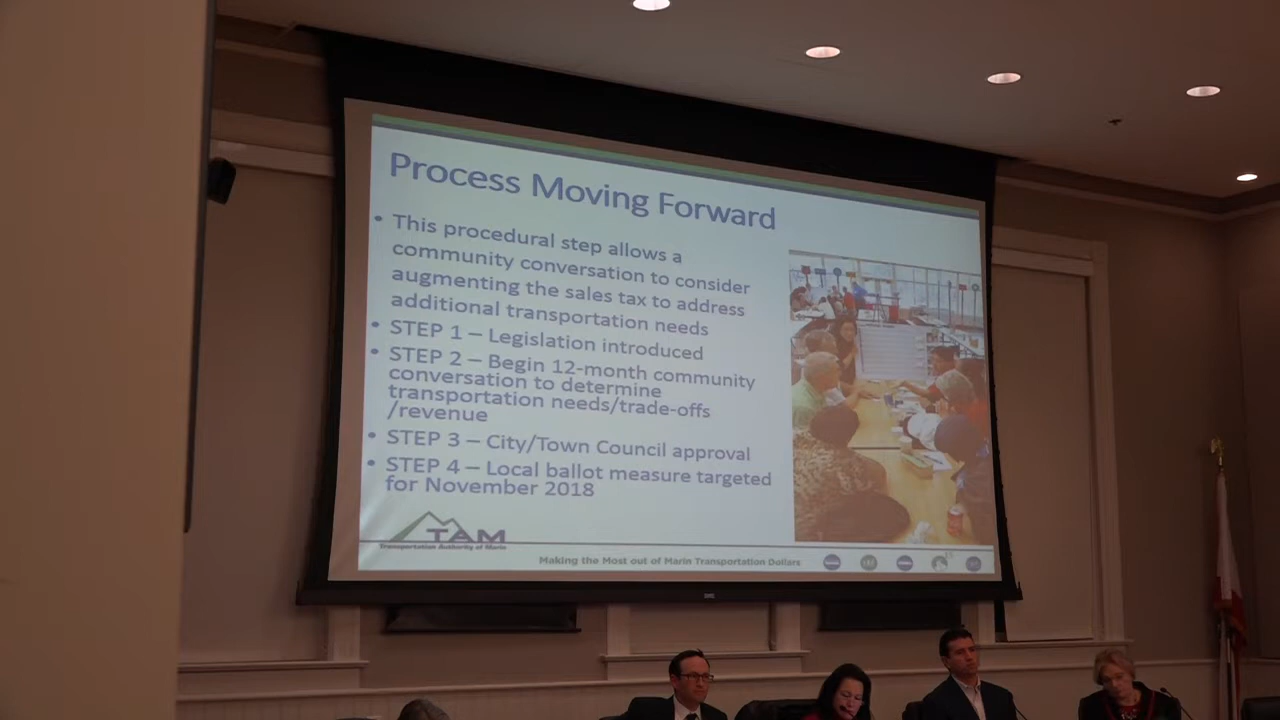 Process Moving Forward
• This procedural step allows a
community conversation to consider
augmenting the sales tax to address
additional transportation needs
• STEP 1 – Legislation introduced
• STEP 2 – Begin 12-month community
conversation to determine
transportation needs/trade-offs
/revenue
• STEP 3 – City/Town Council approval
• STEP 4 – Local ballot measure targeted
for November 2018
TAM
Transportation Authority of Marin
Making the Most out of Marin Transportation Dollars